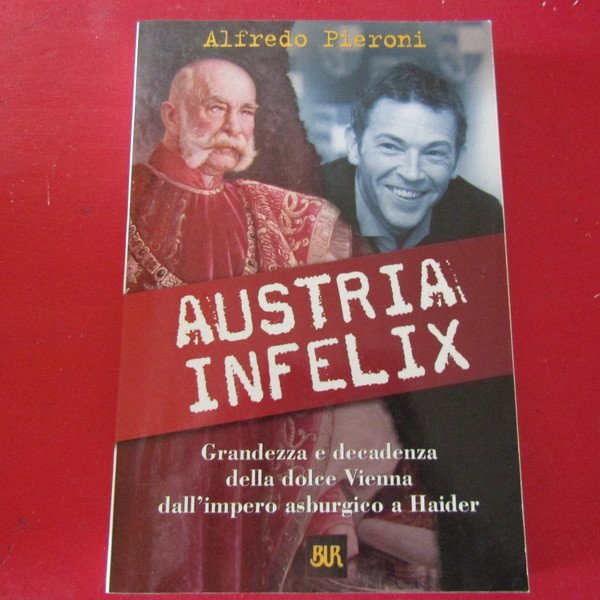 Alfredo Pieroni
AUSTRIA
INFELIX
Grandezza e decadenza
della dolce Vienna
dall'impero asburgico a Haider
BUR